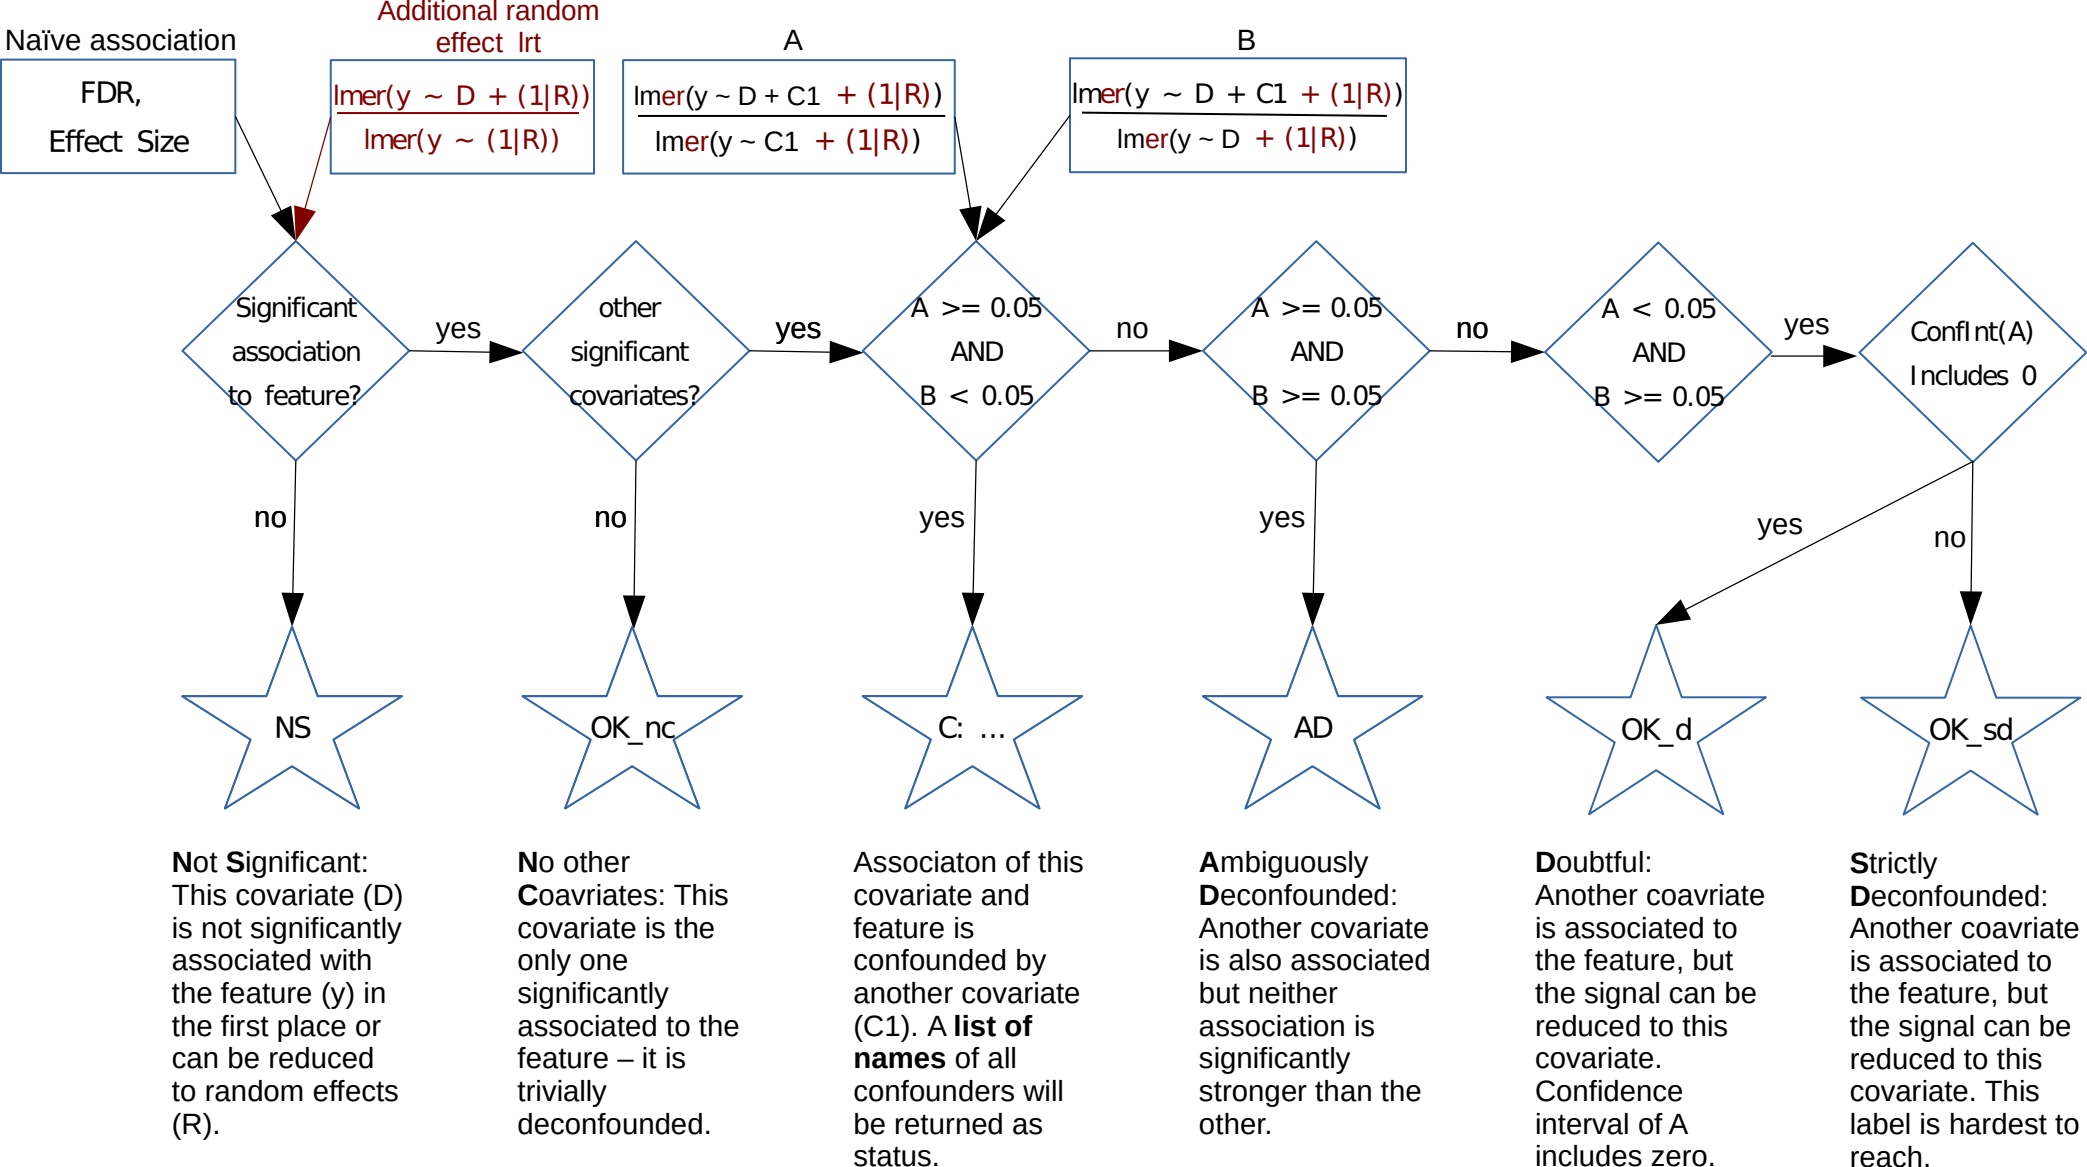 Additional random
effect lrt
Naïve association
A
B
FDR,
Effect Size
lmer(y ~ D + (1|R))
lmer(y ~ (1|R))
lmer(y ~ D + C1 + (1|R))
lmer(y ~ C1 + (1|R))
lmer(y ~ D + C1 + (1|R))
lmer(y ~ D + (1|R))
Significant
association
to feature?
yes
other
significant
covariates?
yes
A >= 0.05
AND
B < 0.05
no
A >= 0.05
AND
B >= 0.05
no
A < 0.05
AND
B >= 0.05
yes
ConfInt(A)
Includes 0
no
no
yes
yes
yes
no
NS
OK_nc
C: ...
AD
OK_d
OK_sd
Not Significant:
This covariate (D)
is not significantly
associated with
the feature (y) in
the first place or
can be reduced
to random effects
(R).
No other
Coavriates: This
covariate is the
only one
significantly
associated to the
feature – it is
trivially
deconfounded.
Associaton of this
covariate and
feature is
confounded by
another covariate
(C1). A list of
names of all
confounders will
be returned as
status.
Ambiguously
Deconfounded:
Another covariate
is also associated
but neither
association is
significantly
stronger than the
other.
Doubtful:
Another coavriate
is associated to
the feature, but
the signal can be
reduced to this
covariate.
Confidence
interval of A
includes zero.
Strictly
Deconfounded:
Another coavriate
is associated to
the feature, but
the signal can be
reduced to this
covariate. This
label is hardest to
reach.